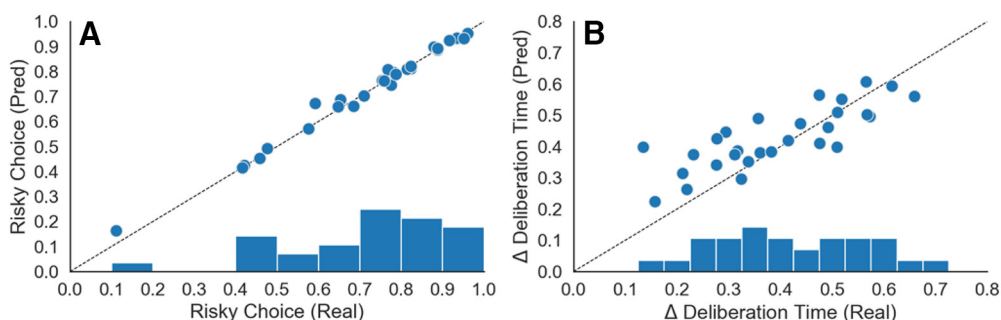 A
Risky Choice (Pred)
1.0
0.9
0.8
0.7
0.6
0.5
0.4
0.3
0.2
0.1
0.0
0.0 0.1 0.2 0.3 0.4 0.5 0.6 0.7 0.8 0.9 1.0
Risky Choice (Real)
B
Δ Deliberation Time (Pred)
0.8
0.7
0.6
0.5
0.4
0.3
0.2
0.1
0.0
0.0 0.1 0.2 0.3 0.4 0.5 0.6 0.7 0.8
Δ Deliberation Time (Real)